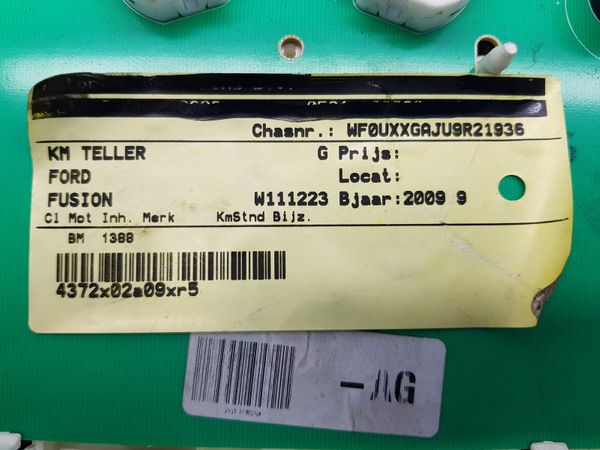 Chasnr.: WF0UXXGAJU9R21936
KM TELLER G Prijs:
FORD Locat:
FUSION W111223 Bjaar:2009 9
Cl Mot Inh. Merk KmStnd Bijz.
BM 1388
4372x02a09xr5
-AG